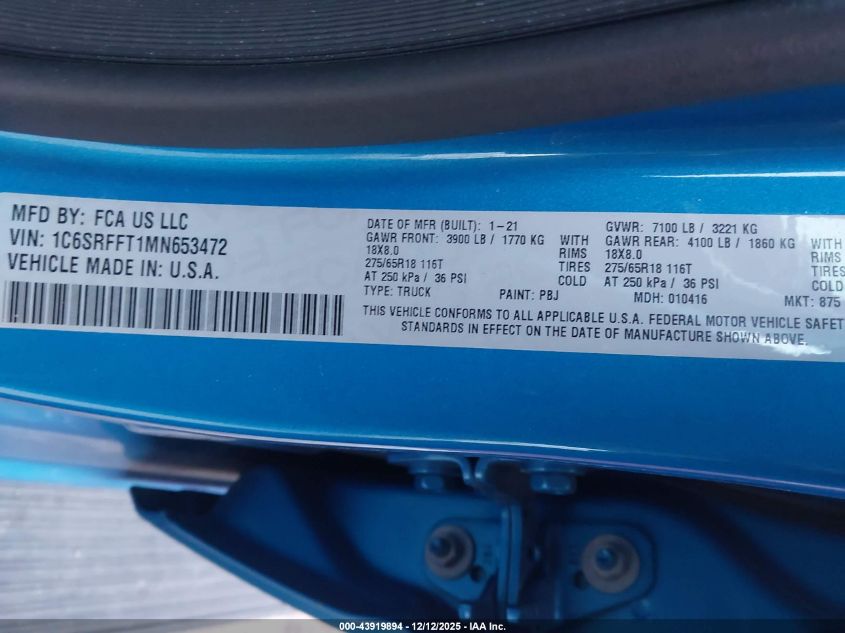 MFD BY: FCA US LLC
VIN: 1C6SRFFT1MN653472
VEHICLE MADE IN: U.S.A.
DATE OF MFR (BUILT): 1-21 GVWR: 7100 LB / 3221 KG
GAWR FRONT: 3900 LB / 1770 KG WITH GAWR REAR: 4100 LB / 1860 KG WITH
18X8.0 RIMS 18X8.0 RIMS
275/65R18 116T TIRES 275/65R18 116T TIRES
AT 250 kPa / 36 PSI COLD AT 250 kPa / 36 PSI COLD
TYPE: TRUCK PAINT: PBJ MDH: 010416 MKT: 875
THIS VEHICLE CONFORMS TO ALL APPLICABLE U.S.A. FEDERAL MOTOR VEHICLE SAFET
STANDARDS IN EFFECT ON THE DATE OF MANUFACTURE SHOWN ABOVE.
000-43919894 - 12/12/2025 - IAA Inc.